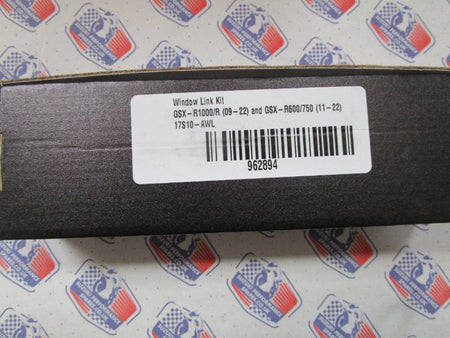 Window Link Kit
GSX-R1000/R (09-22) and GSX-R600/750 (11-22)
17S10-AWL
962894